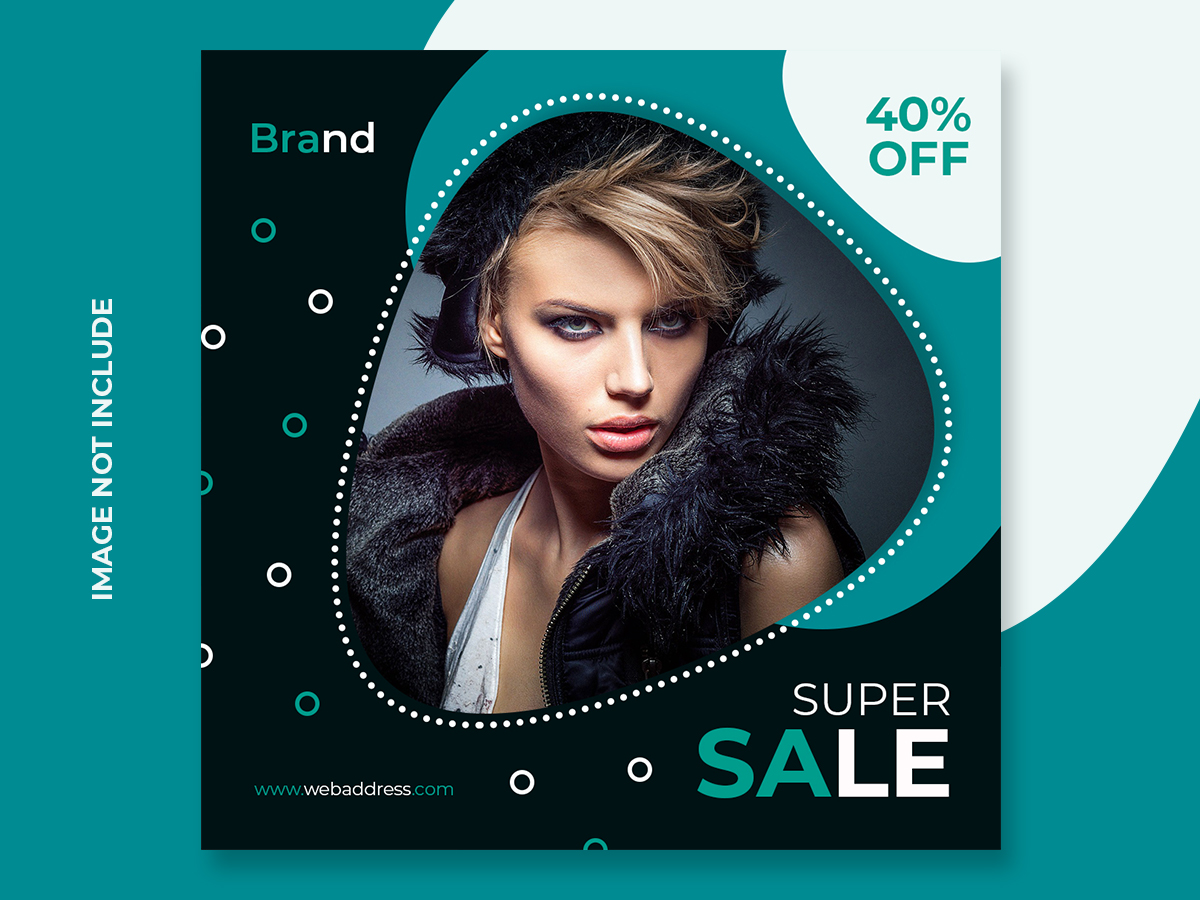 Brand
40%
OFF
IMAGE NOT INCLUDE
SUPER
SALE
www.webaddress.com